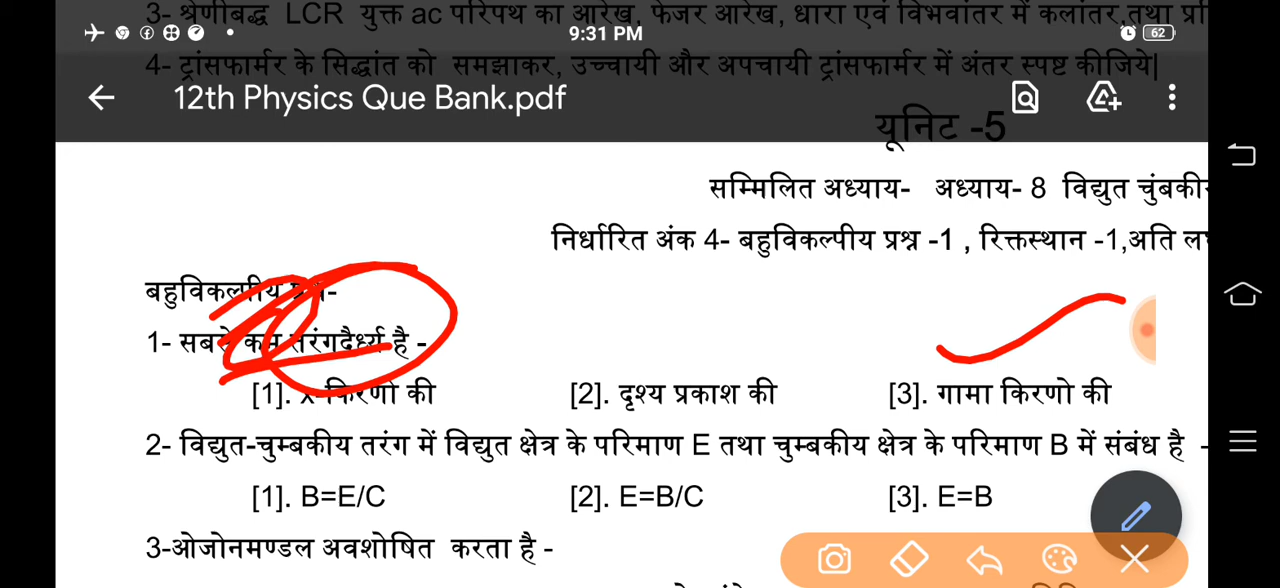 3- श्रेणीबद्ध LCR युक्त ac परिपथ का आरेख, फेजर आरेख, धारा एवं विभवांतर में कलांतर,तथा
9:31 PM
62
4- ट्रांसफार्मर के सिद्धांत को समझाकर, उच्चायी और अपचायी ट्रांसफार्मर में अंतर स्पष्ट कीजिये|
12th Physics Que Bank.pdf
यूनिट -5
सम्मिलित अध्याय- अध्याय- 8 विद्युत चुंबकीय
निर्धारित अंक 4- बहुविकल्पीय प्रश्न -1 , रिक्तस्थान -1,अति
बहुविकल्पीय प्रश्न-
1- सबसे कम तरंगदैर्ध्य है -
[1]. x-किरणो की [2]. दृश्य प्रकाश की [3]. गामा किरणो की
2- विद्युत-चुम्बकीय तरंग में विद्युत क्षेत्र के परिमाण E तथा चुम्बकीय क्षेत्र के परिमाण B में संबंध है -
[1]. B=E/C [2]. E=B/C [3]. E=B
3-ओजोनमण्डल अवशोषित करता है -